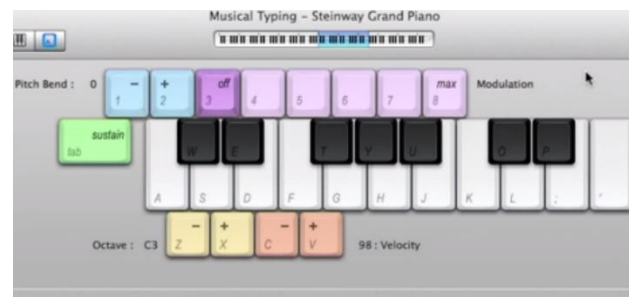 Musical Typing – Steinway Grand Piano
Pitch Bend : 0 – + off max Modulation
1 2 3 4 5 6 7 8
sustain
tab
W E T Y U O P
A S D F G H J K L ; '
– + – +
Octave : C3 Z X C V 98 : Velocity